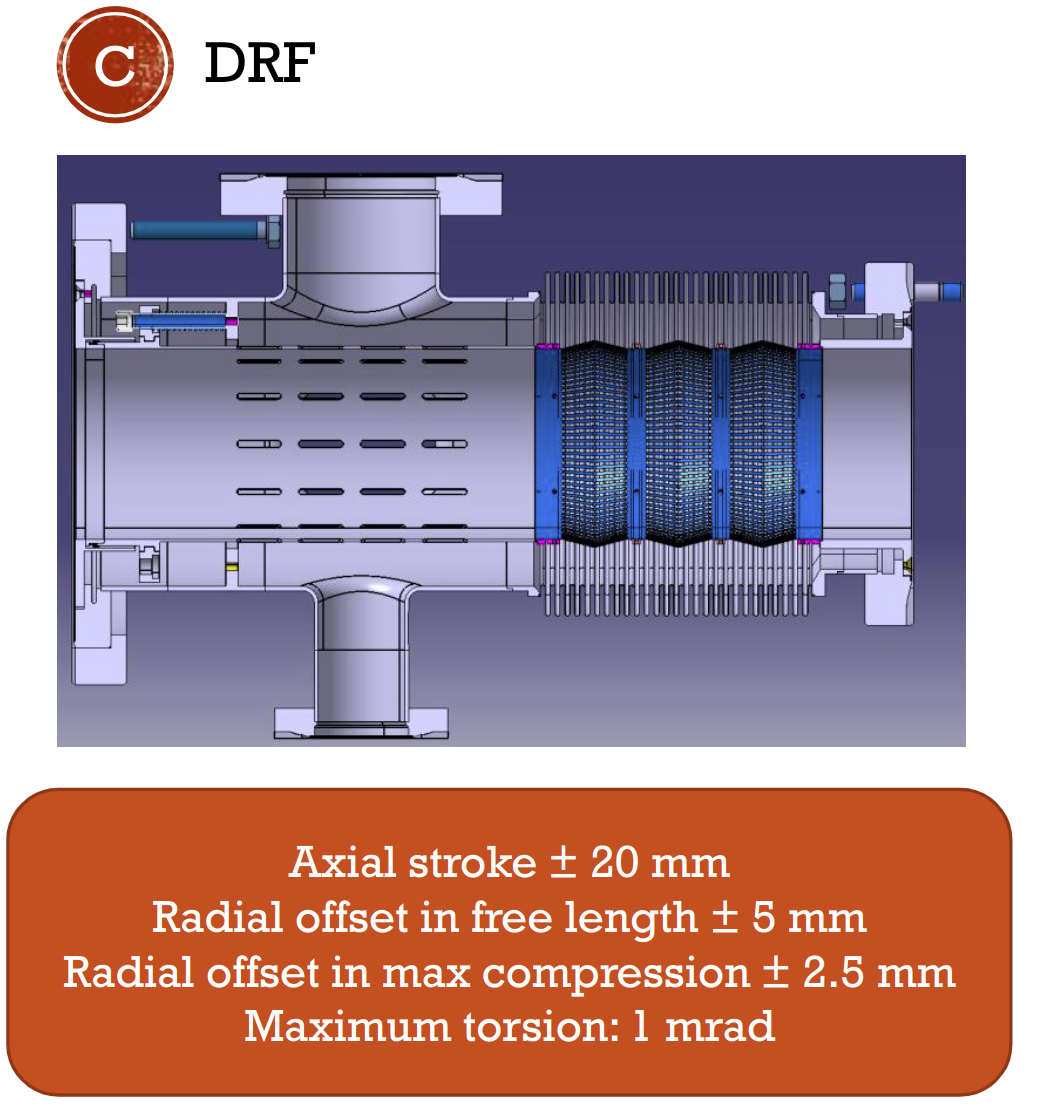 C
DRF
Axial stroke ± 20 mm
Radial offset in free length ± 5 mm
Radial offset in max compression ± 2.5 mm
Maximum torsion: 1 mrad